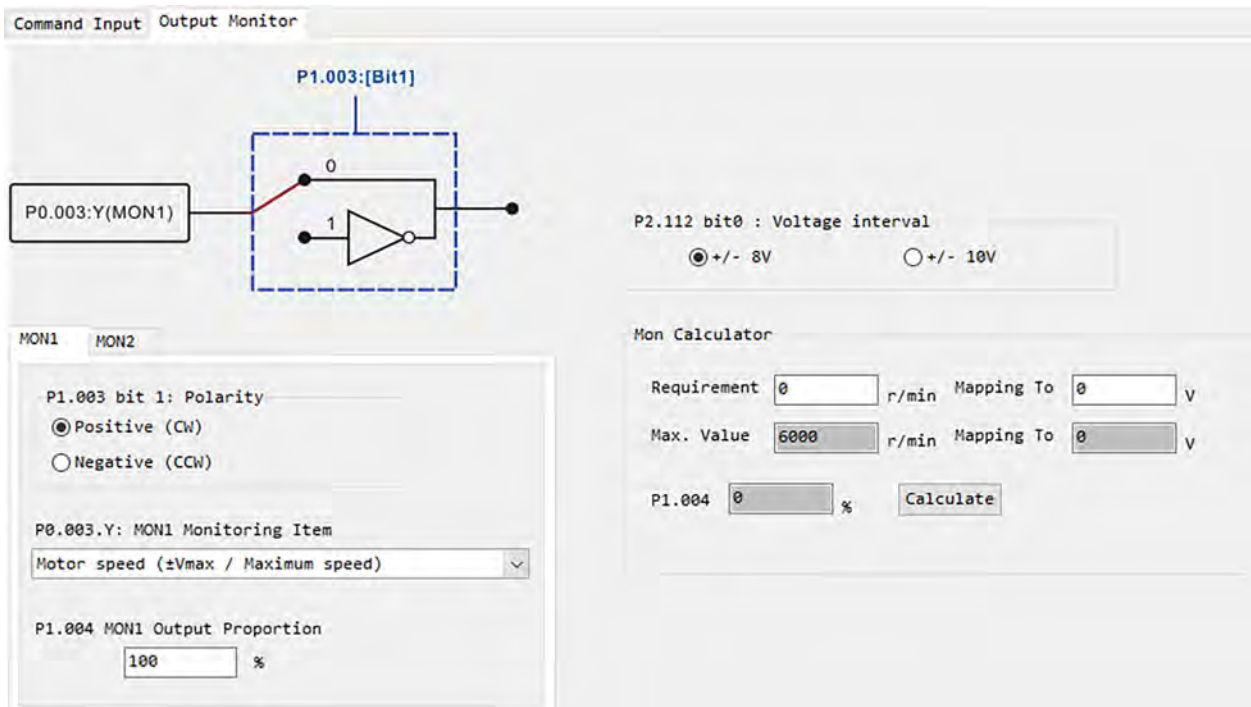 Command Input Output Monitor
P1.003:[Bit1]
0
P0.003:Y(MON1)
1
P2.112 bit0 : Voltage interval
+/- 8V +/- 10V
MON1 MON2
Mon Calculator
P1.003 bit 1: Polarity
Positive (CW)
Negative (CCW)
Requirement 0 r/min Mapping To 0 V
Max. Value 6000 r/min Mapping To 0 V
P1.004 0 % Calculate
P0.003.Y: MON1 Monitoring Item
Motor speed (±Vmax / Maximum speed)
P1.004 MON1 Output Proportion
100 %